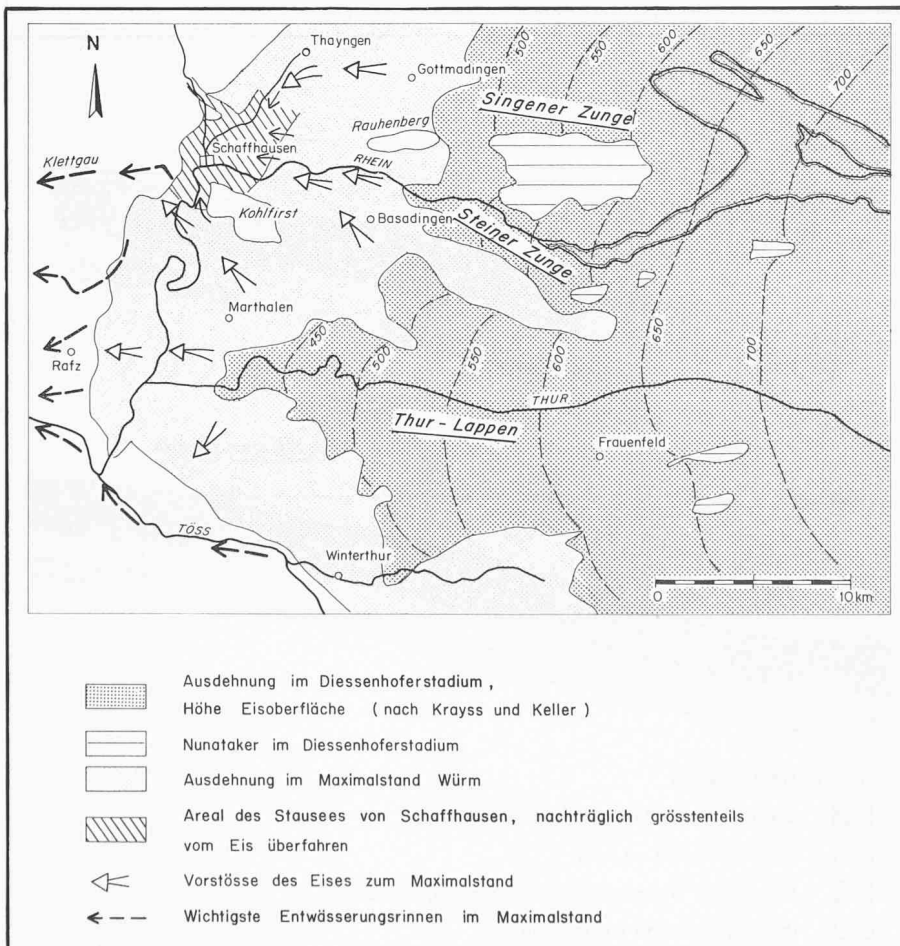 N
Thayngen
Gottmadingen
500
550
600
650
700
Singener Zunge
Rauhenberg
Schaffhausen
Klettgau
RHEIN
Kohlfirst
Basadingen
Steiner Zunge
Marthalen
Rafz
450
500
550
600
650
700
THUR
Thur - Lappen
Frauenfeld
TÖSS
Winterthur
0 10 km
Ausdehnung im Diessenhoferstadium,
Höhe Eisoberfläche (nach Krayss und Keller)
Nunataker im Diessenhoferstadium
Ausdehnung im Maximalstand Würm
Areal des Stausees von Schaffhausen, nachträglich grösstenteils
vom Eis überfahren
Vorstösse des Eises zum Maximalstand
Wichtigste Entwässerungsrinnen im Maximalstand